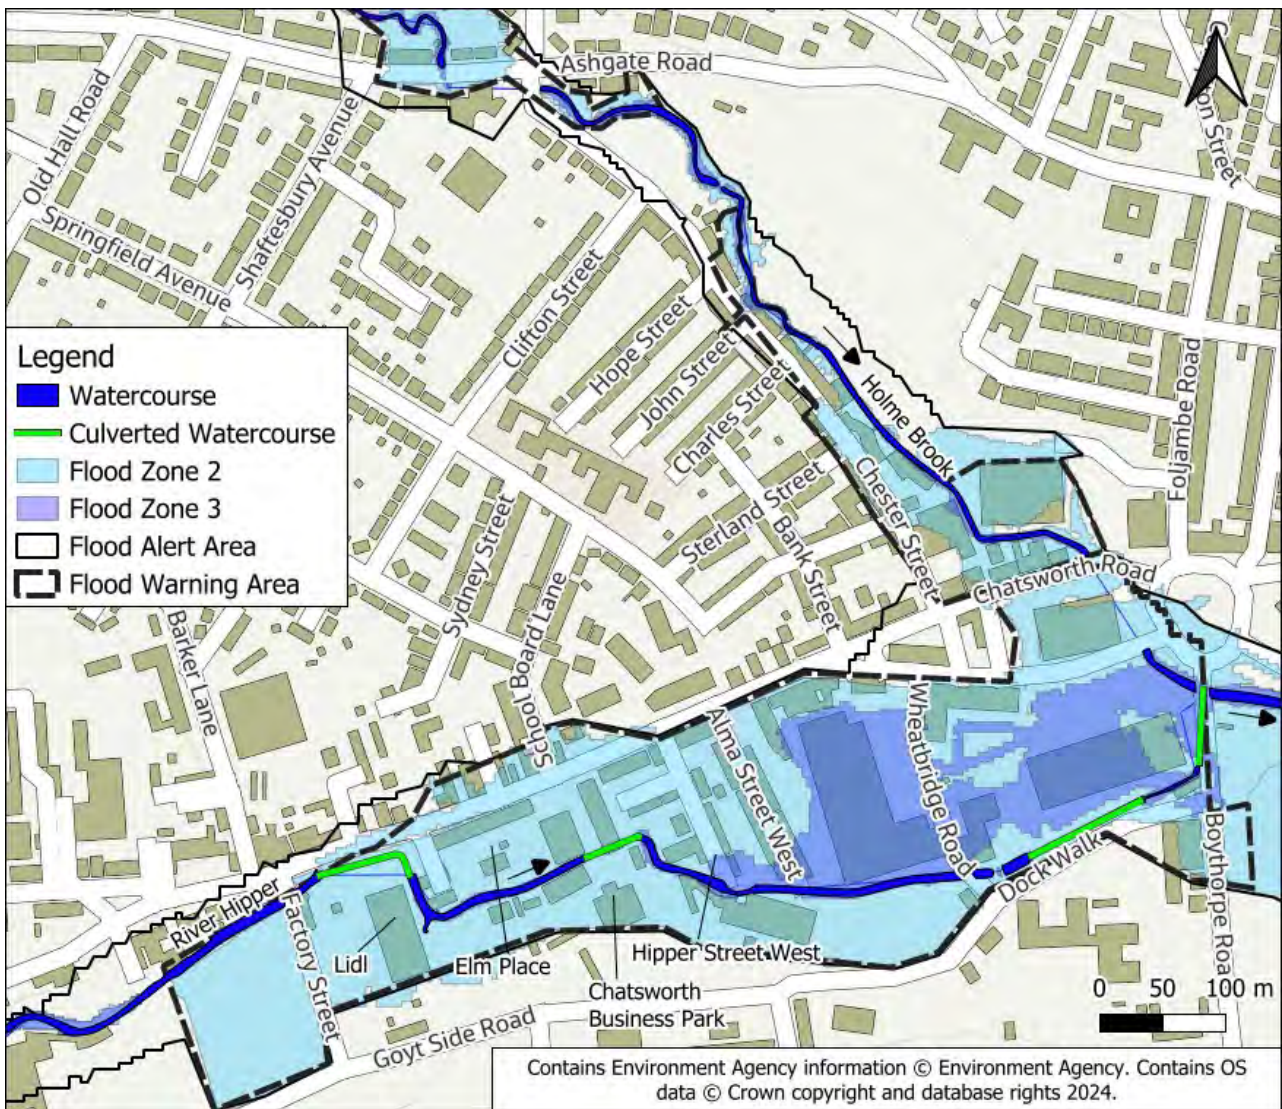 Ashgate Road
ton Street
Old Hall Road
Shaftesbury Avenue
Springfield Avenue
Clifton Street
Hope Street
John Street
Charles Street
Holme Brook
Foljambe Road
Legend
Watercourse
Culverted Watercourse
Flood Zone 2
Flood Zone 3
Flood Alert Area
Flood Warning Area
Sterland Street
Chester Street
Bank Street
Sydney Street
School Board Lane
Chatsworth Road
Barker Lane
Wheatbridge Road
Alma Street West
Dock Walk
Boythorpe Roa
River Hipper
Factory Street
Lidl
Elm Place
Hipper Street West
Chatsworth
Business Park
Goyt Side Road
0 50 100 m
Contains Environment Agency information © Environment Agency. Contains OS
data © Crown copyright and database rights 2024.